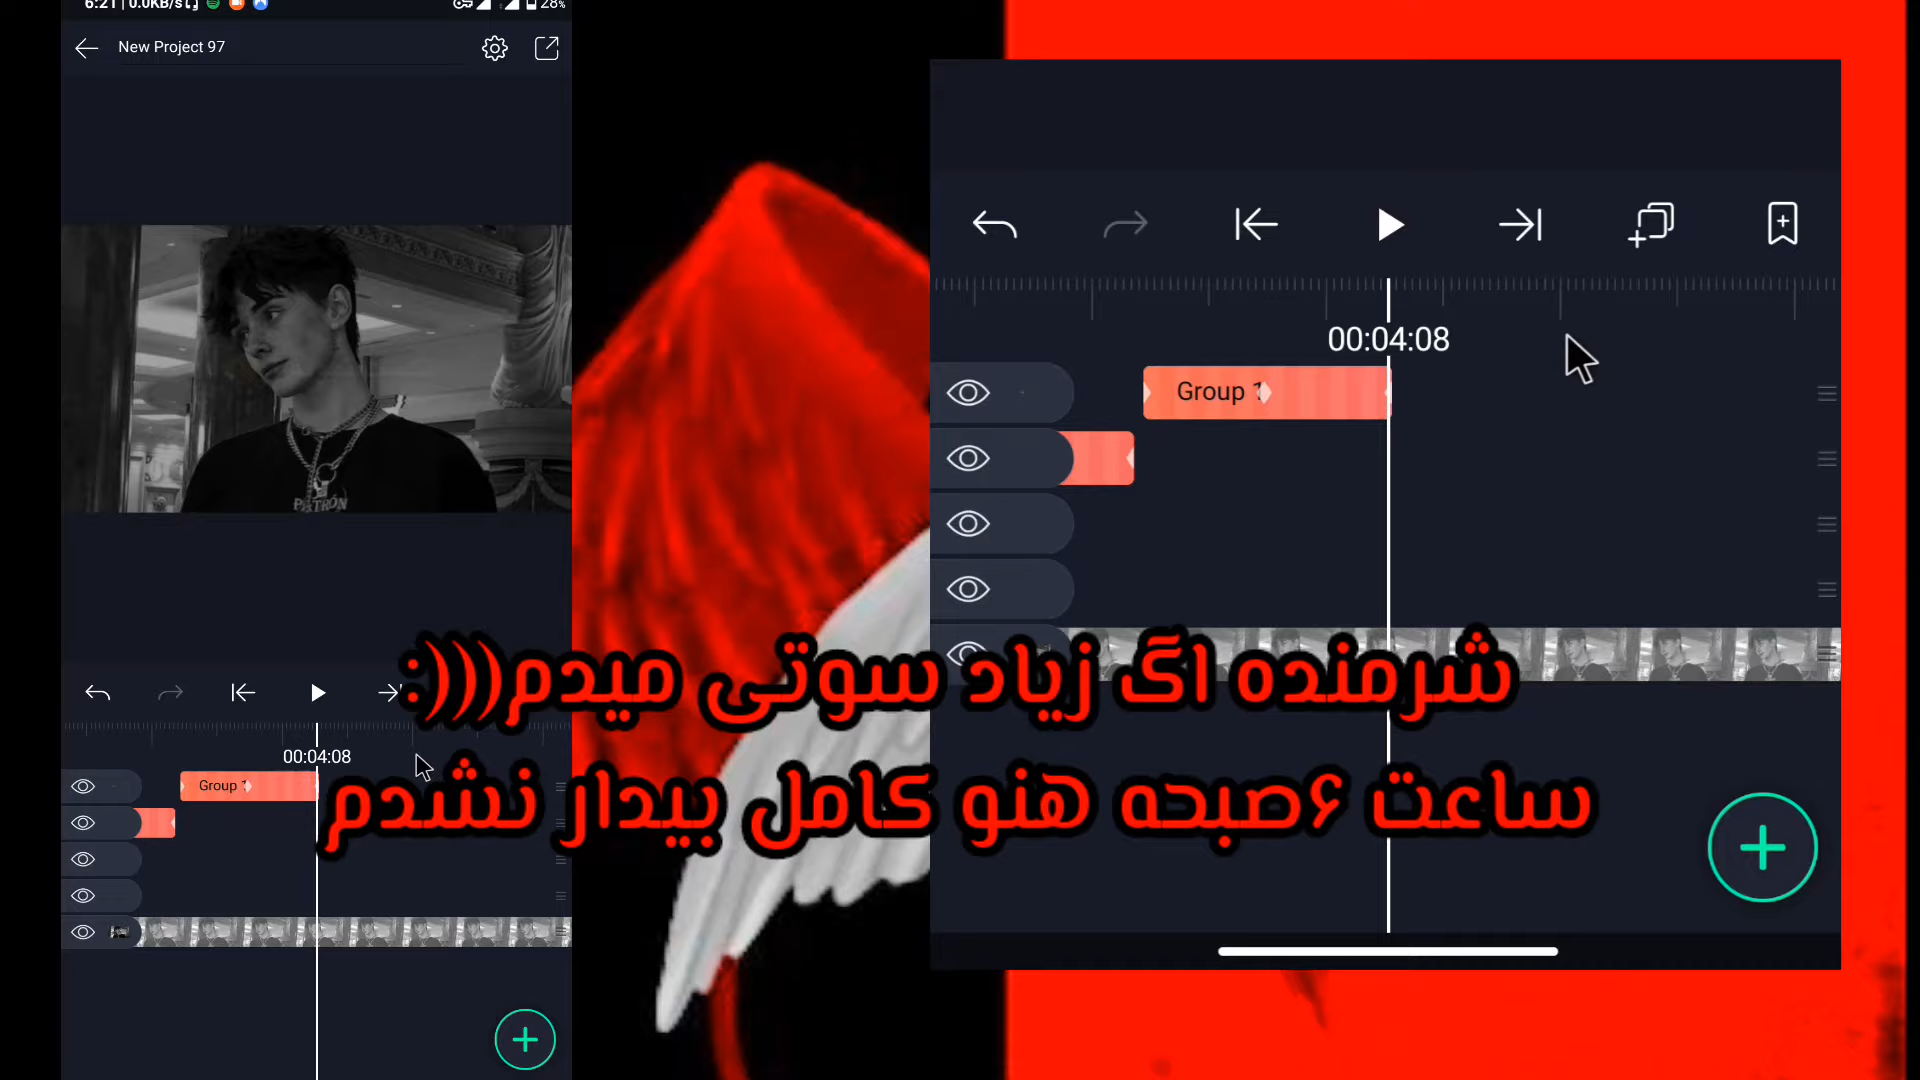 6:21 | 0.0KB/s
28%
New Project 97
PATRÓN
00:04:08
Group 1
شرمنده اگ زیاد سوتی میدم(((:
ساعت ۶صبحه هنو کامل بیدار نشدم
00:04:08
Group 1